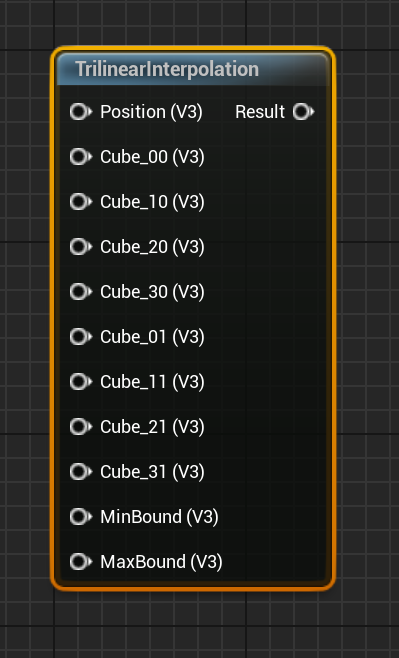 TrilinearInterpolation
Position (V3) Result
Cube_00 (V3)
Cube_10 (V3)
Cube_20 (V3)
Cube_30 (V3)
Cube_01 (V3)
Cube_11 (V3)
Cube_21 (V3)
Cube_31 (V3)
MinBound (V3)
MaxBound (V3)